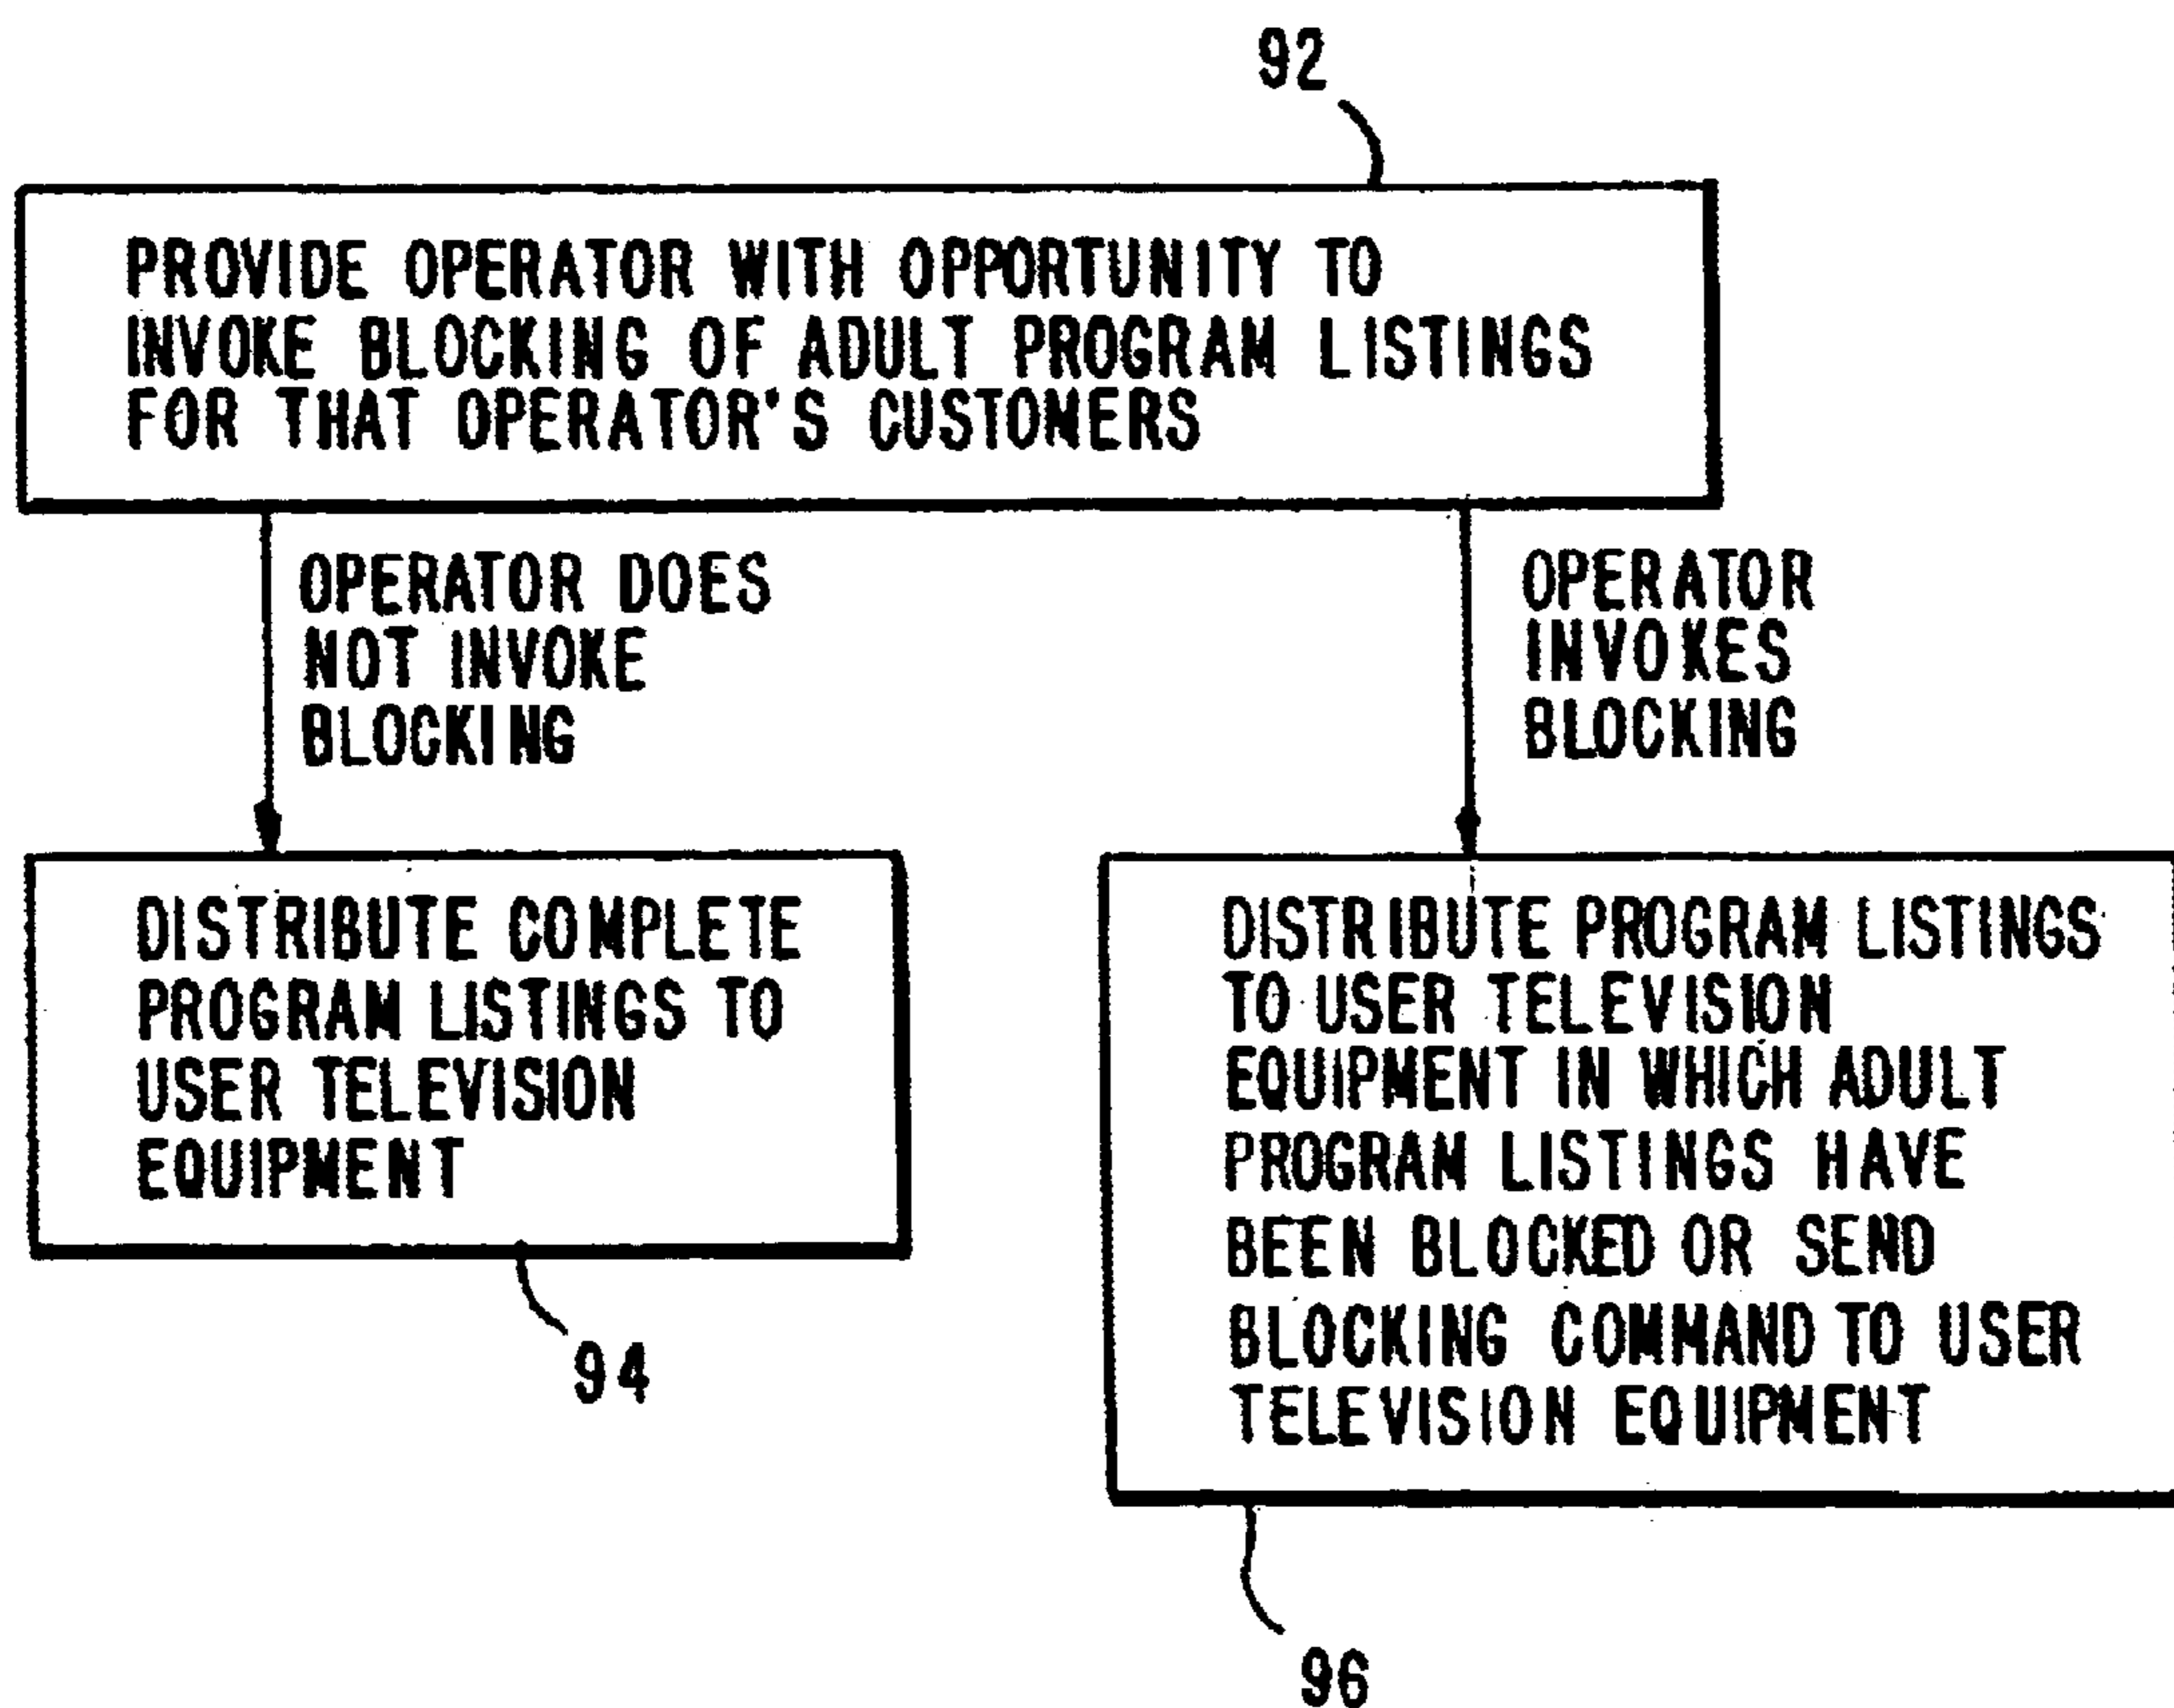 92
PROVIDE OPERATOR WITH OPPORTUNITY TO
INVOKE BLOCKING OF ADULT PROGRAM LISTINGS
FOR THAT OPERATOR'S CUSTOMERS
OPERATOR DOES
NOT INVOKE
BLOCKING
OPERATOR
INVOKES
BLOCKING
DISTRIBUTE COMPLETE
PROGRAM LISTINGS TO
USER TELEVISION
EQUIPMENT
94
DISTRIBUTE PROGRAM LISTINGS
TO USER TELEVISION
EQUIPMENT IN WHICH ADULT
PROGRAM LISTINGS HAVE
BEEN BLOCKED OR SEND
BLOCKING COMMAND TO USER
TELEVISION EQUIPMENT
96